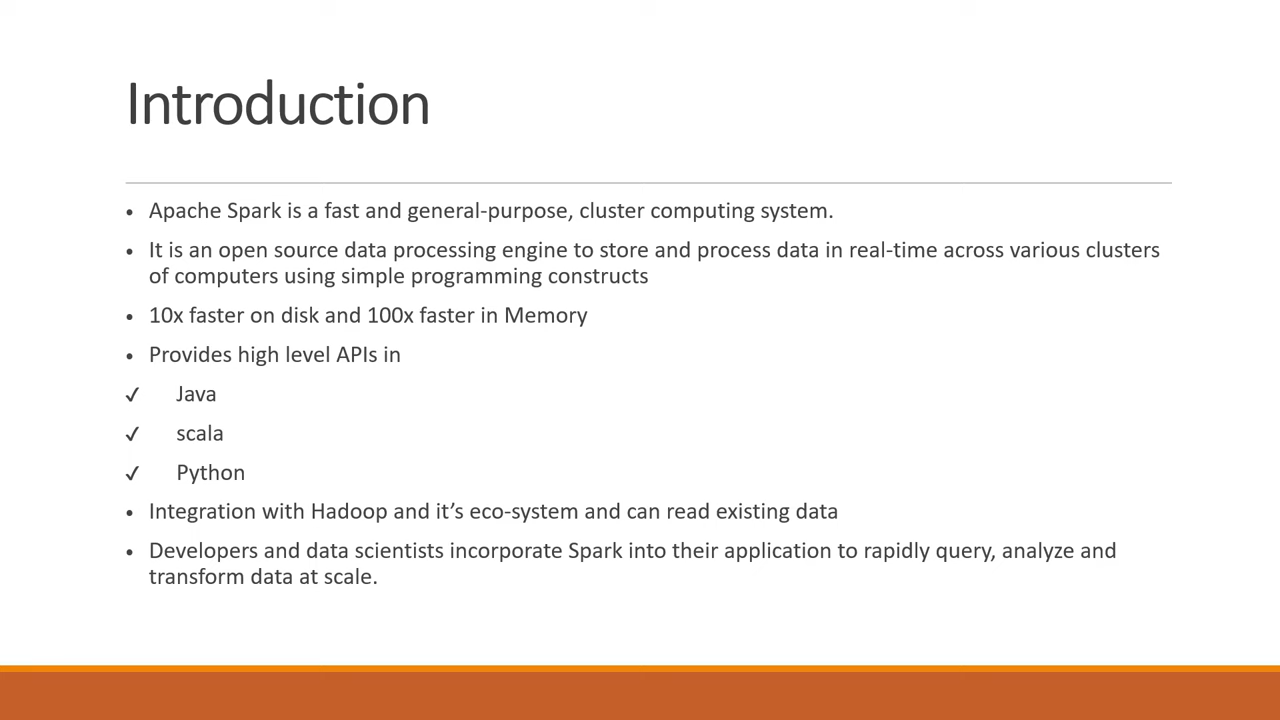 Introduction
• Apache Spark is a fast and general-purpose, cluster computing system.
• It is an open source data processing engine to store and process data in real-time across various clusters
of computers using simple programming constructs
• 10x faster on disk and 100x faster in Memory
• Provides high level APIs in
✓ Java
✓ scala
✓ Python
• Integration with Hadoop and it’s eco-system and can read existing data
• Developers and data scientists incorporate Spark into their application to rapidly query, analyze and
transform data at scale.